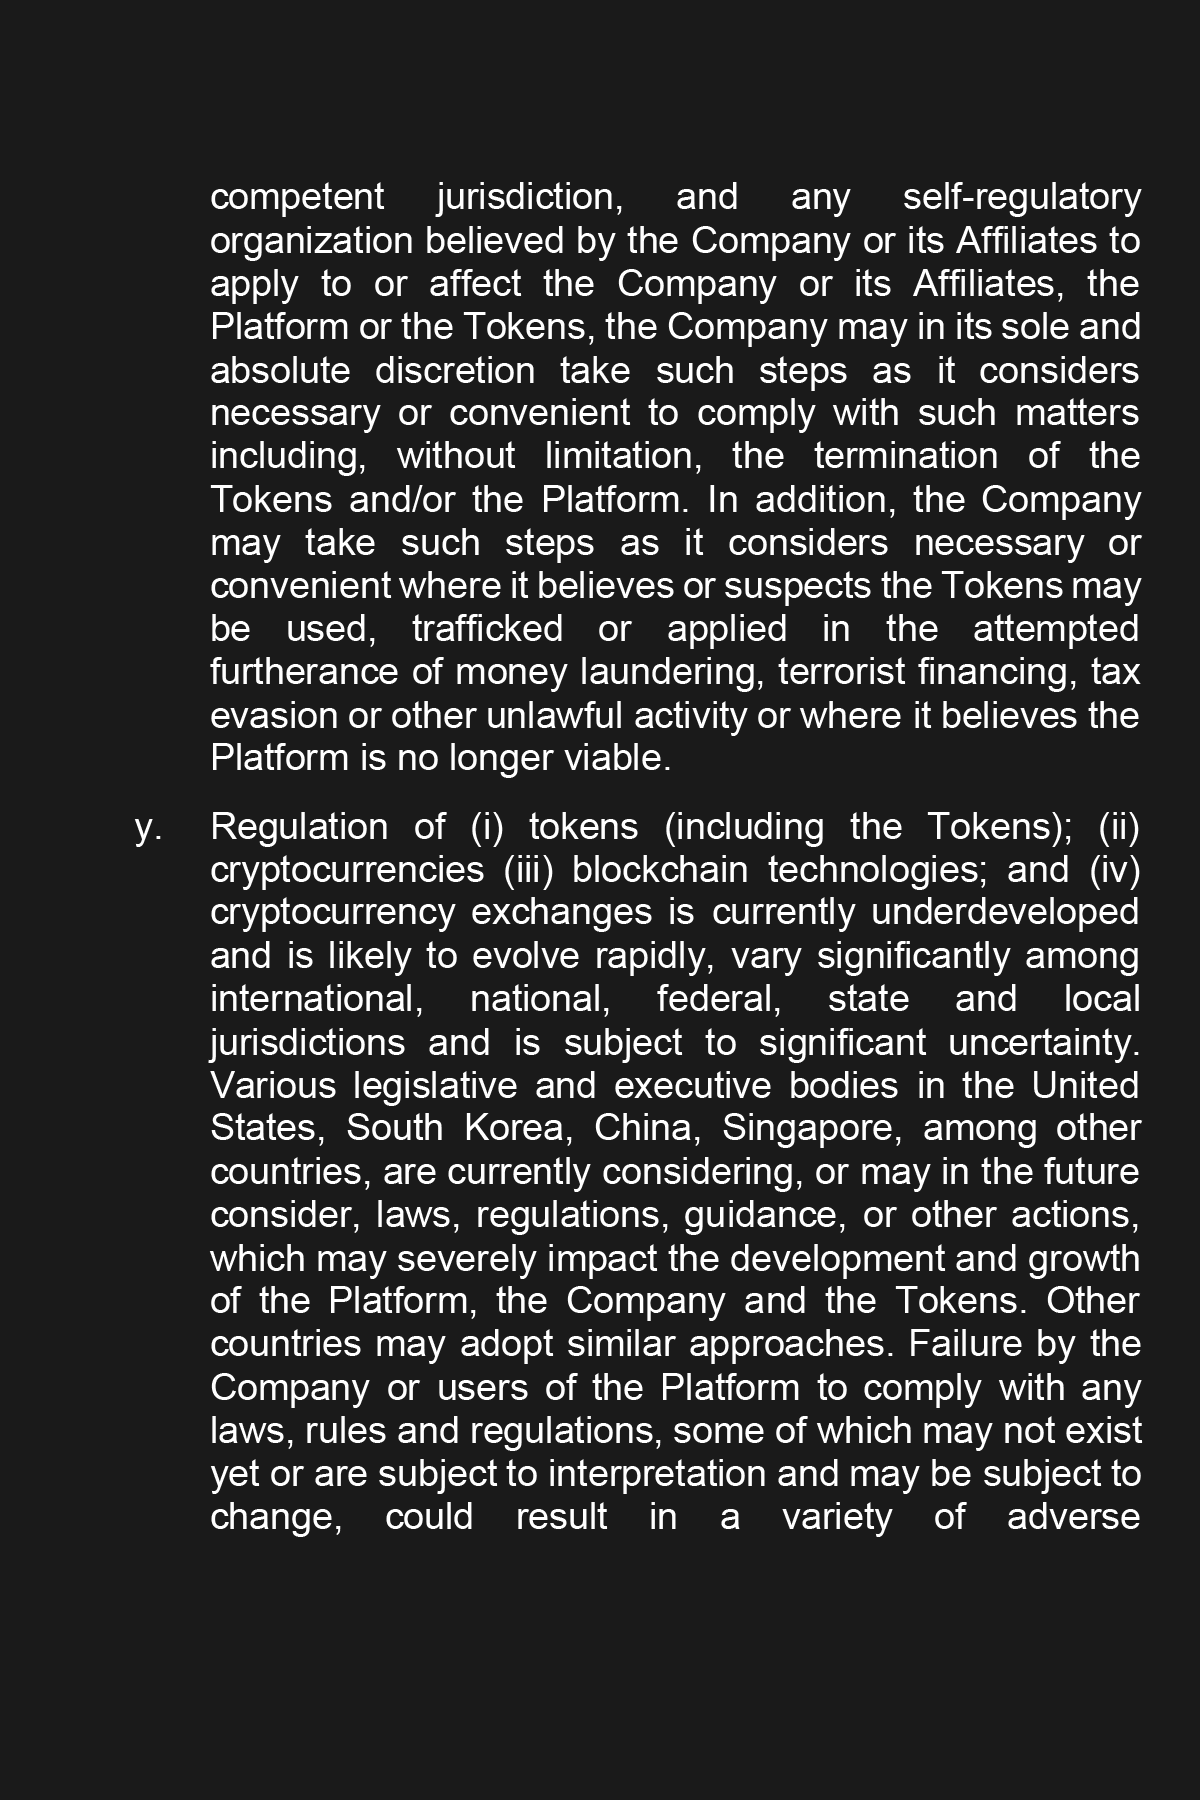 competent jurisdiction, and any self-regulatory
organization believed by the Company or its Affiliates to
apply to or affect the Company or its Affiliates, the
Platform or the Tokens, the Company may in its sole and
absolute discretion take such steps as it considers
necessary or convenient to comply with such matters
including, without limitation, the termination of the
Tokens and/or the Platform. In addition, the Company
may take such steps as it considers necessary or
convenient where it believes or suspects the Tokens may
be used, trafficked or applied in the attempted
furtherance of money laundering, terrorist financing, tax
evasion or other unlawful activity or where it believes the
Platform is no longer viable.
y. Regulation of (i) tokens (including the Tokens); (ii)
cryptocurrencies (iii) blockchain technologies; and (iv)
cryptocurrency exchanges is currently underdeveloped
and is likely to evolve rapidly, vary significantly among
international, national, federal, state and local
jurisdictions and is subject to significant uncertainty.
Various legislative and executive bodies in the United
States, South Korea, China, Singapore, among other
countries, are currently considering, or may in the future
consider, laws, regulations, guidance, or other actions,
which may severely impact the development and growth
of the Platform, the Company and the Tokens. Other
countries may adopt similar approaches. Failure by the
Company or users of the Platform to comply with any
laws, rules and regulations, some of which may not exist
yet or are subject to interpretation and may be subject to
change, could result in a variety of adverse